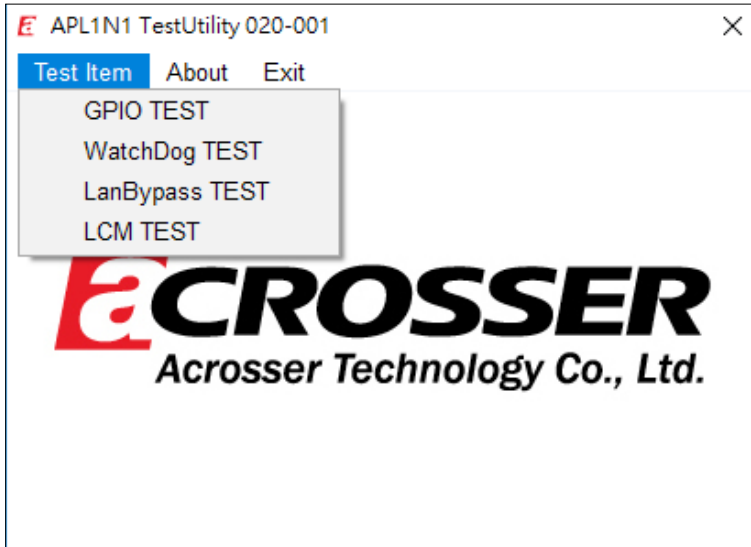 APL1N1 TestUtility 020-001
Test Item About Exit
GPIO TEST
WatchDog TEST
LanBypass TEST
LCM TEST
aCROSSER
Acrosser Technology Co., Ltd.